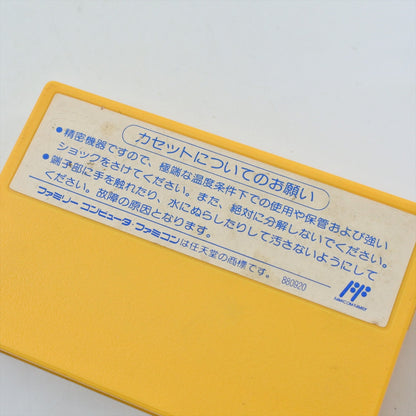 カセットについてのお願い
●精密機器ですので、極端な温度条件下での使用や保管および強い
ショックをさけてください。また、絶対に分解しないでください。
●端子部に手を触れたり、水にぬらしたりして汚さないようにして
ください。故障の原因となります。
ファミリーコンピュータ・ファミコンは任天堂の商標です。 880920
NAMCOT FAMILY